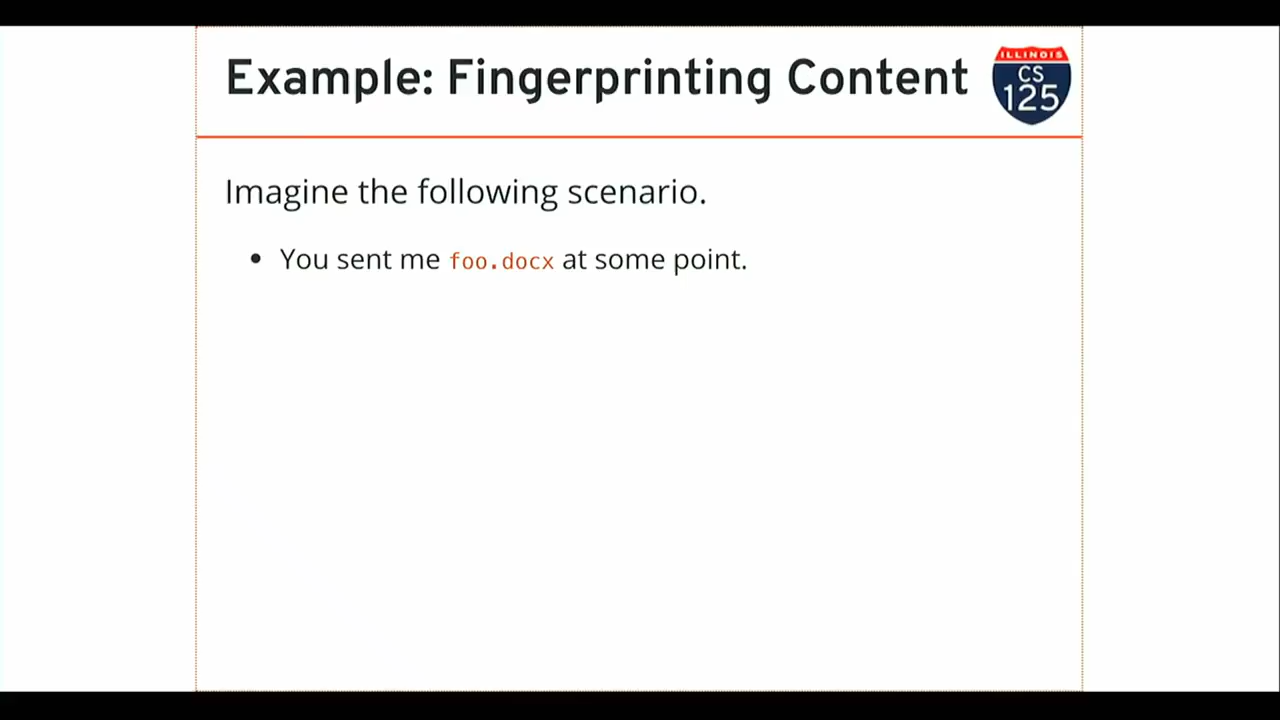 Example: Fingerprinting Content
ILLINOIS
CS
125
Imagine the following scenario.
• You sent me foo.docx at some point.